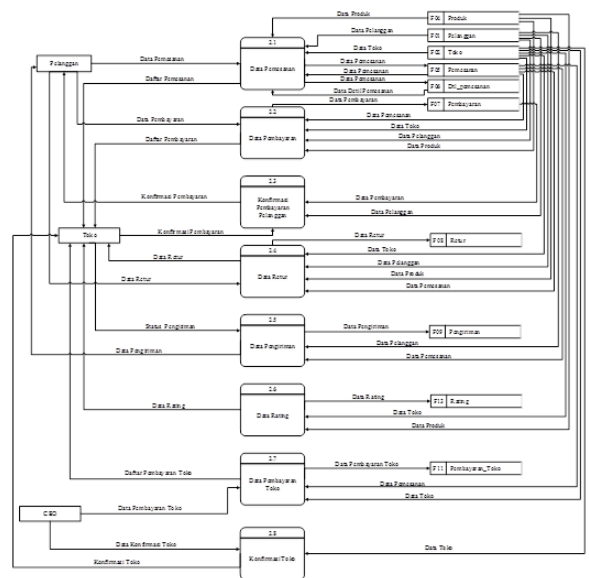 Data Produk
F04 Produk
Data Pelanggan
F01 Pelanggan
2.1
Data Toko
F02 Toko
Pelanggan
Data Pemesanan
Data Pemesanan
Data Pemesanan
F05 Pemesanan
Data Pemesanan
Daftar Pemesanan
Data Pemesanan
F06 Dtl_pemesanan
Data Detil Pemesanan
Data Pembayaran
F07 Pembayaran
2.2
Data Pembayaran
Data Pembayaran
Data Pemesanan
Data Toko
Daftar Pembayaran
Data Pelanggan
Data Produk
2.3
Konfirmasi Pembayaran
Konfirmasi Pembayaran Pelanggan
Data Pembayaran
Data Pelanggan
Toko
Konfirmasi Pembayaran
Data Retur
F08 Retur
2.4
Data Toko
Data Retur
Data Pelanggan
Data Retur
Data Retur
Data Produk
Data Pemesanan
2.5
Status Pengiriman
Data Pengiriman
F09 Pengiriman
Data Pengiriman
Data Pelanggan
Data Pengiriman
Data Pemesanan
2.6
Data Rating
F12 Rating
Data Rating
Data Rating
Data Toko
Data Produk
2.7
Daftar Pembayaran Toko
Data Pembayaran Toko
F11 Pembayaran_Toko
Data Pembayaran Toko
Data Pemesanan
Data Toko
Data Pembayaran Toko
2.8
Data Konfirmasi Toko
Data Toko
Konfirmasi Toko
Konfirmasi Toko